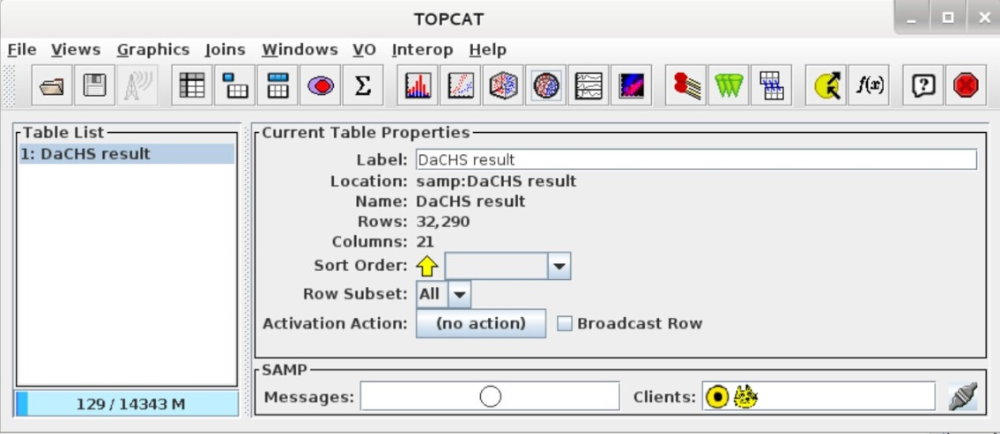 TOPCAT
File Views Graphics Joins Windows VO Interop Help
Σ f(x) ?
Table List
1: DaCHS result
129 / 14343 M
Current Table Properties
Label: DaCHS result
Location: samp:DaCHS result
Name: DaCHS result
Rows: 32,290
Columns: 21
Sort Order:
Row Subset: All
Activation Action: (no action) Broadcast Row
SAMP
Messages: Clients: